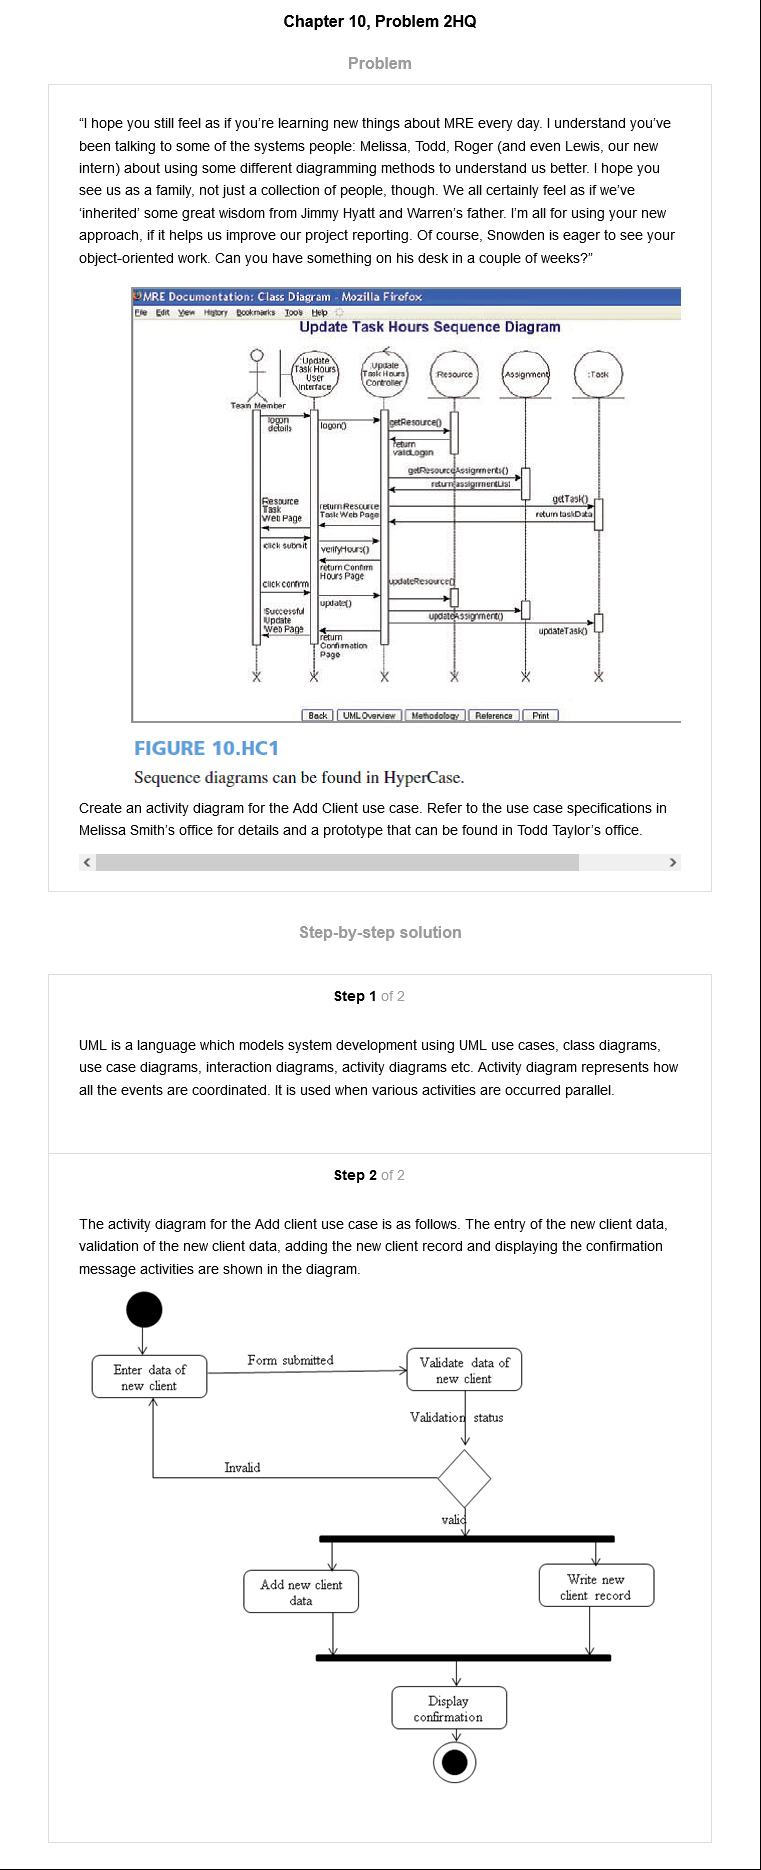 Chapter 10, Problem 2HQ
Problem
“I hope you still feel as if you’re learning new things about MRE every day. I understand you’ve
been talking to some of the systems people: Melissa, Todd, Roger (and even Lewis, our new
intern) about using some different diagramming methods to understand us better. I hope you
see us as a family, not just a collection of people, though. We all certainly feel as if we’ve
‘inherited’ some great wisdom from Jimmy Hyatt and Warren’s father. I’m all for using your new
approach, if it helps us improve our project reporting. Of course, Snowden is eager to see your
object-oriented work. Can you have something on his desk in a couple of weeks?”
MRE Documentation: Class Diagram - Mozilla Firefox
File Edit View History Bookmarks Tools Help
Update Task Hours Sequence Diagram
:Update
Task Hours
User
Interface
:Update
Task Hours
Controller
:Resource
:Assignment
:Task
Team Member
logon
details
logon()
getResource()
return
validLogon
getResourceAssignments()
return assignmentList
getTask()
return taskData
Resource
Task
Web Page
return Resource
Task Web Page
click submit
verifyHours()
return Confirm
Hours Page
click confirm
updateResource()
update()
updateAssignment()
Successful
Update
Web Page
updateTask()
return
Confirmation
Page
Back
UML Overview
Methodology
Reference
Print
FIGURE 10.HC1
Sequence diagrams can be found in HyperCase.
Create an activity diagram for the Add Client use case. Refer to the use case specifications in
Melissa Smith’s office for details and a prototype that can be found in Todd Taylor’s office.
Step-by-step solution
Step 1 of 2
UML is a language which models system development using UML use cases, class diagrams,
use case diagrams, interaction diagrams, activity diagrams etc. Activity diagram represents how
all the events are coordinated. It is used when various activities are occurred parallel.
Step 2 of 2
The activity diagram for the Add client use case is as follows. The entry of the new client data,
validation of the new client data, adding the new client record and displaying the confirmation
message activities are shown in the diagram.
Enter data of
new client
Form submitted
Validate data of
new client
Validation status
Invalid
valid
Add new client
data
Write new
client record
Display
confirmation